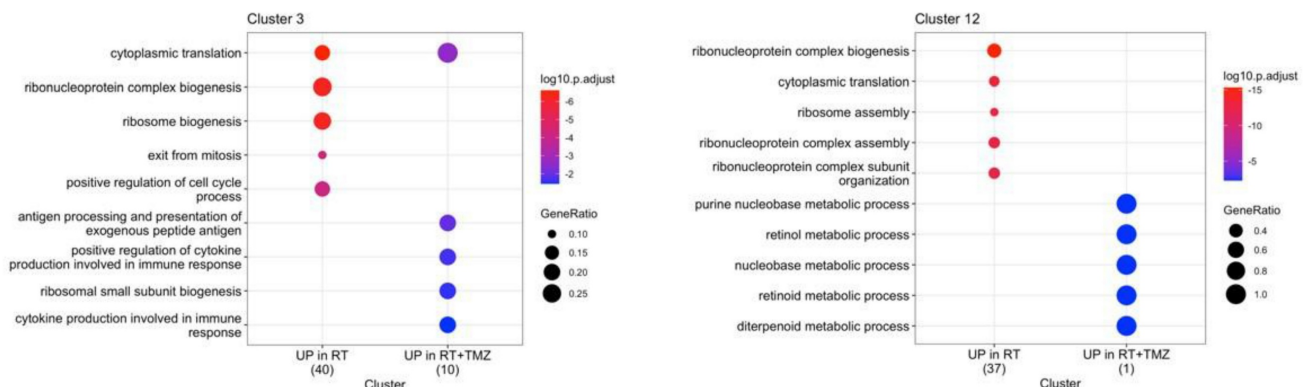 Cluster 3
cytoplasmic translation
ribonucleoprotein complex biogenesis
ribosome biogenesis
exit from mitosis
positive regulation of cell cycle
process
antigen processing and presentation of
exogenous peptide antigen
positive regulation of cytokine
production involved in immune response
ribosomal small subunit biogenesis
cytokine production involved in immune
response
UP in RT
(40)
UP in RT+TMZ
(10)
Cluster
log10.p.adjust
-6
-5
-4
-3
-2
GeneRatio
0.10
0.15
0.20
0.25
Cluster 12
ribonucleoprotein complex biogenesis
cytoplasmic translation
ribosome assembly
ribonucleoprotein complex assembly
ribonucleoprotein complex subunit
organization
purine nucleobase metabolic process
retinol metabolic process
nucleobase metabolic process
retinoid metabolic process
diterpenoid metabolic process
UP in RT
(37)
UP in RT+TMZ
(1)
Cluster
log10.p.adjust
-15
-10
-5
GeneRatio
0.4
0.6
0.8
1.0